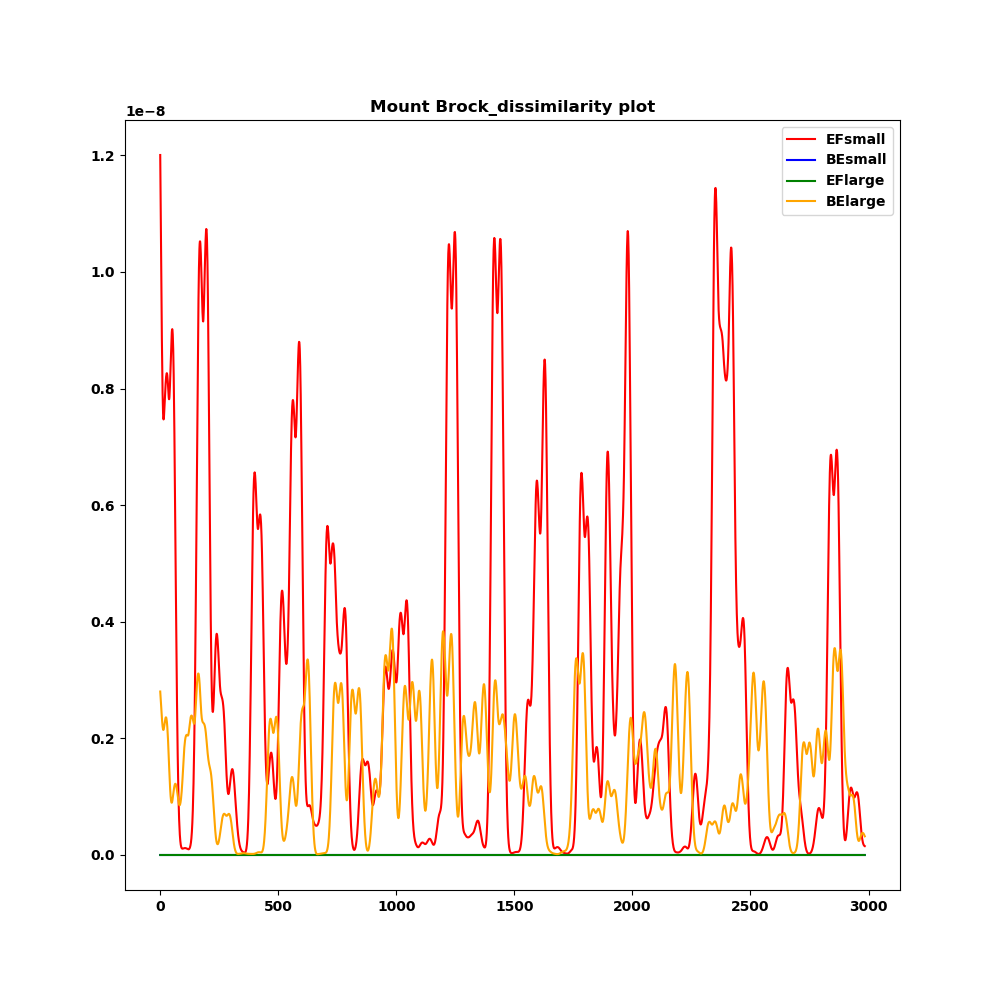 Mount Brock_dissimilarity plot
1e−8
EFsmall
BEsmall
EFlarge
BElarge
1.2
1.0
0.8
0.6
0.4
0.2
0.0
0 500 1000 1500 2000 2500 3000